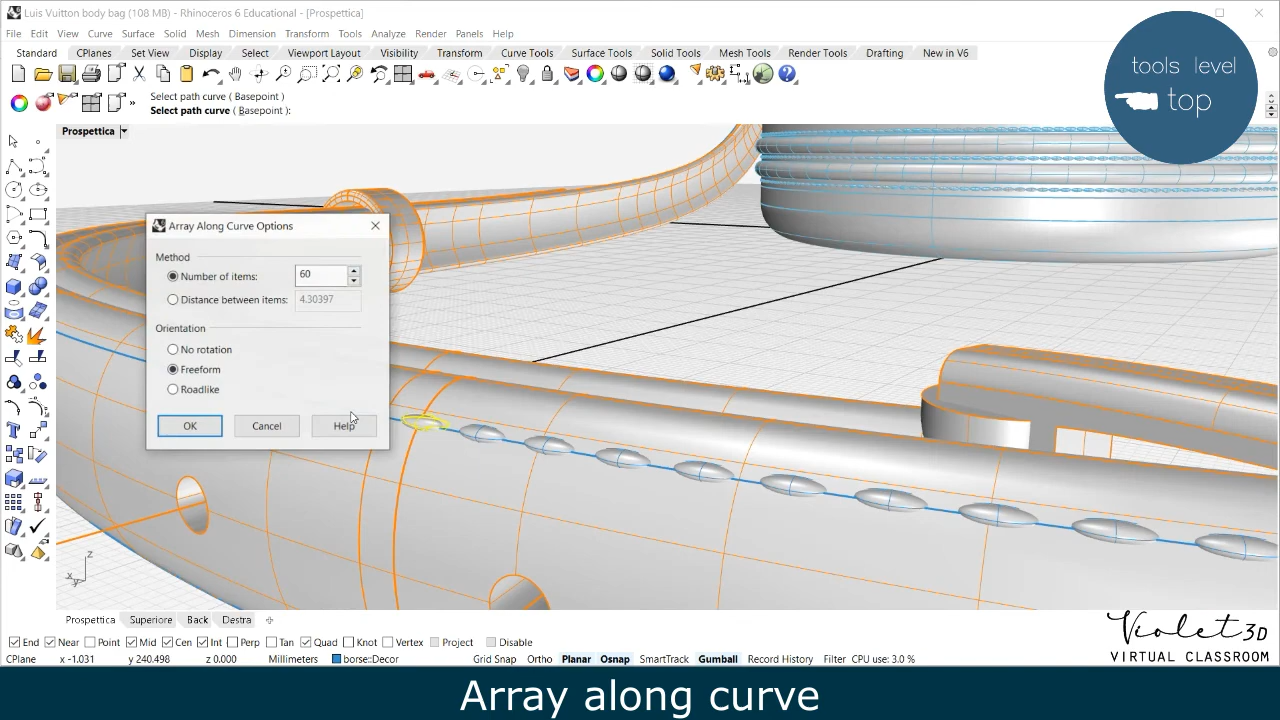 Luis Vuitton body bag (108 MB) - Rhinoceros 6 Educational - [Prospettica]
File Edit View Curve Surface Solid Mesh Dimension Transform Tools Analyze Render Panels Help
Standard CPlanes Set View Display Select Viewport Layout Visibility Transform Curve Tools Surface Tools Solid Tools Mesh Tools Render Tools Drafting New in V6
tools level
top
Select path curve ( Basepoint )
Select path curve ( Basepoint ):
Prospettica
Array Along Curve Options
Method
Number of items: 60
Distance between items: 4.30397
Orientation
No rotation
Freeform
Roadlike
OK Cancel Help
z
x y
Prospettica Superiore Back Destra
End Near Point Mid Cen Int Perp Tan Quad Knot Vertex Project Disable
CPlane x -1.031 y 240.498 z 0.000 Millimeters borse::Decor Grid Snap Ortho Planar Osnap SmartTrack Gumball Record History Filter CPU use: 3.0 %
Violet 3D
VIRTUAL CLASSROOM
Array along curve